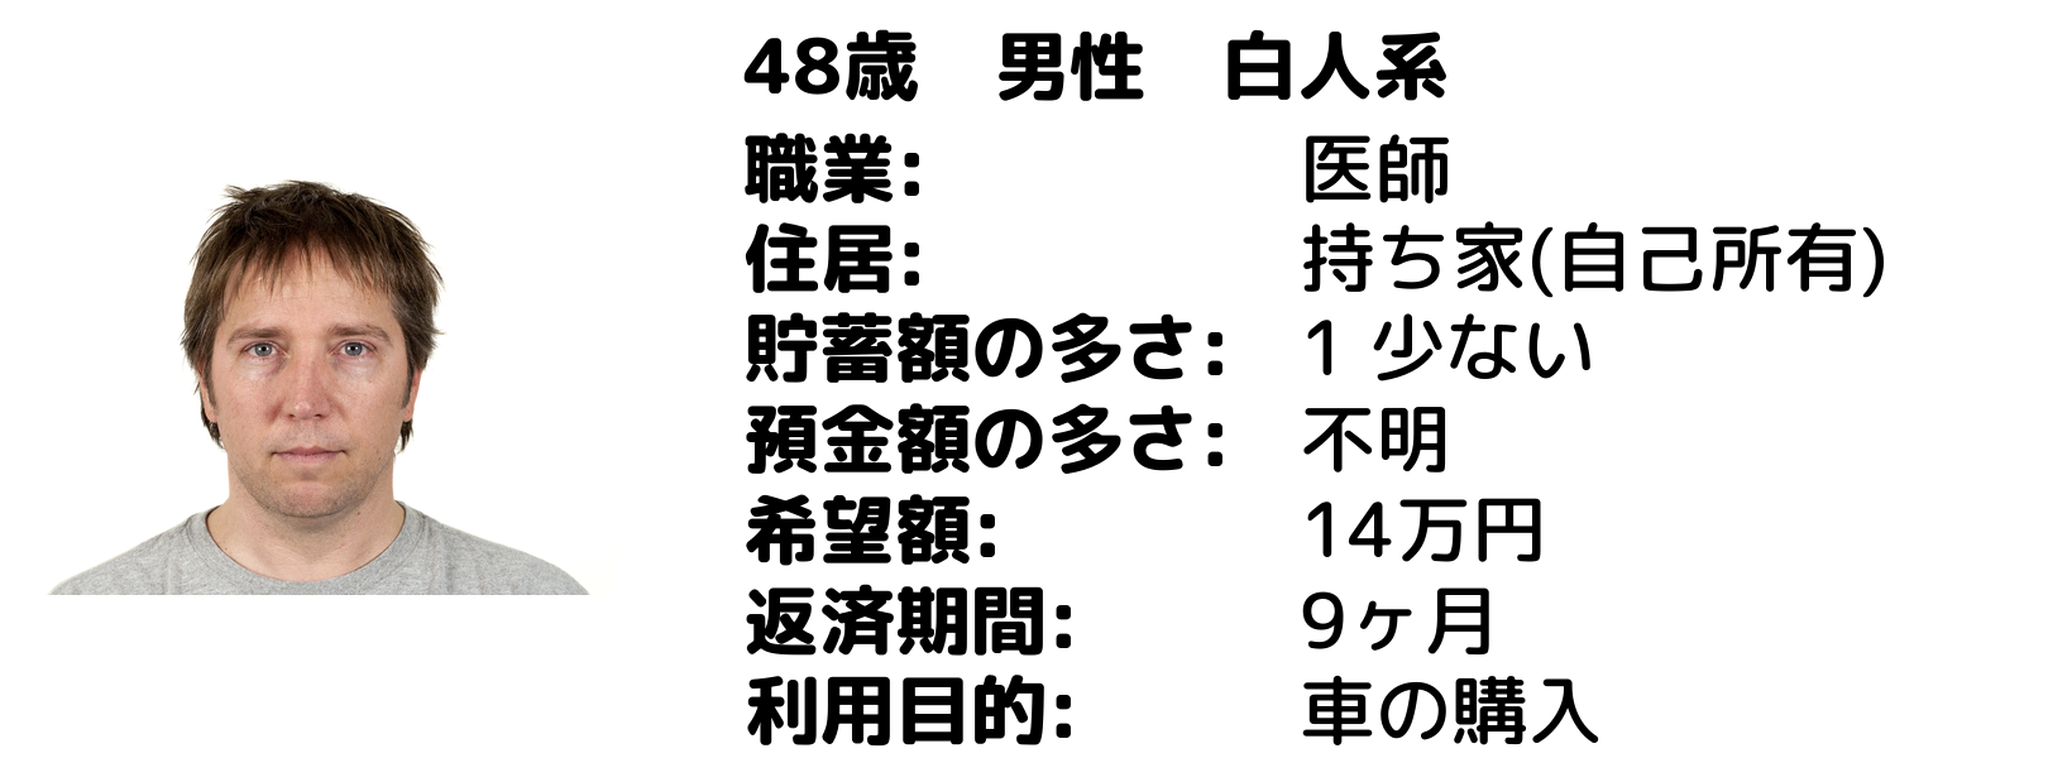 48歳　男性　白人系
職業: 医師
住居: 持ち家(自己所有)
貯蓄額の多さ: 1 少ない
預金額の多さ: 不明
希望額: 14万円
返済期間: 9ヶ月
利用目的: 車の購入